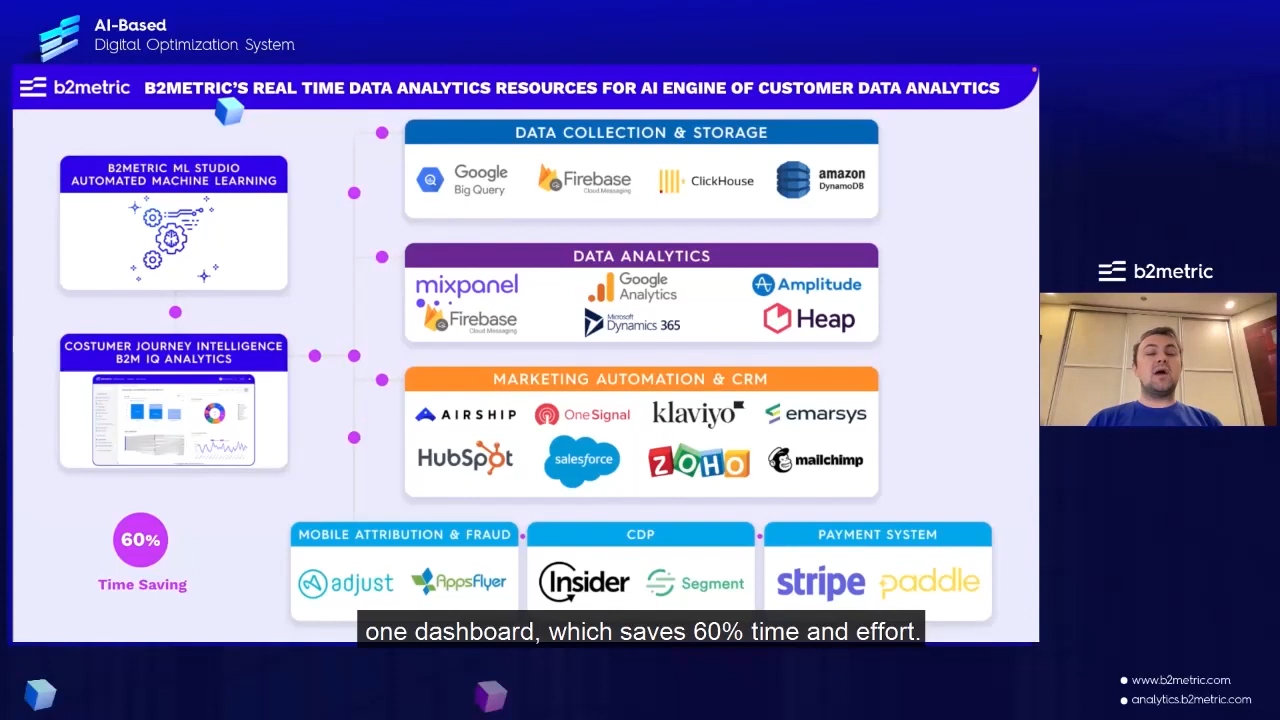 AI-Based
Digital Optimization System
b2metric
B2METRIC'S REAL TIME DATA ANALYTICS RESOURCES FOR AI ENGINE OF CUSTOMER DATA ANALYTICS
B2METRIC ML STUDIO
AUTOMATED MACHINE LEARNING
COSTUMER JOURNEY INTELLIGENCE
B2M IQ ANALYTICS
60%
Time Saving
DATA COLLECTION & STORAGE
Google
Big Query
Firebase
Cloud Messaging
ClickHouse
amazon
DynamoDB
DATA ANALYTICS
mixpanel
Google
Analytics
Amplitude
Firebase
Cloud Messaging
Microsoft
Dynamics 365
Heap
MARKETING AUTOMATION & CRM
AIRSHIP
OneSignal
klaviyo
emarsys
HubSpot
salesforce
ZOHO
mailchimp
MOBILE ATTRIBUTION & FRAUD
adjust
AppsFlyer
CDP
Insider
Segment
PAYMENT SYSTEM
stripe
paddle
one dashboard, which saves 60% time and effort.
b2metric
www.b2metric.com
analytics.b2metric.com